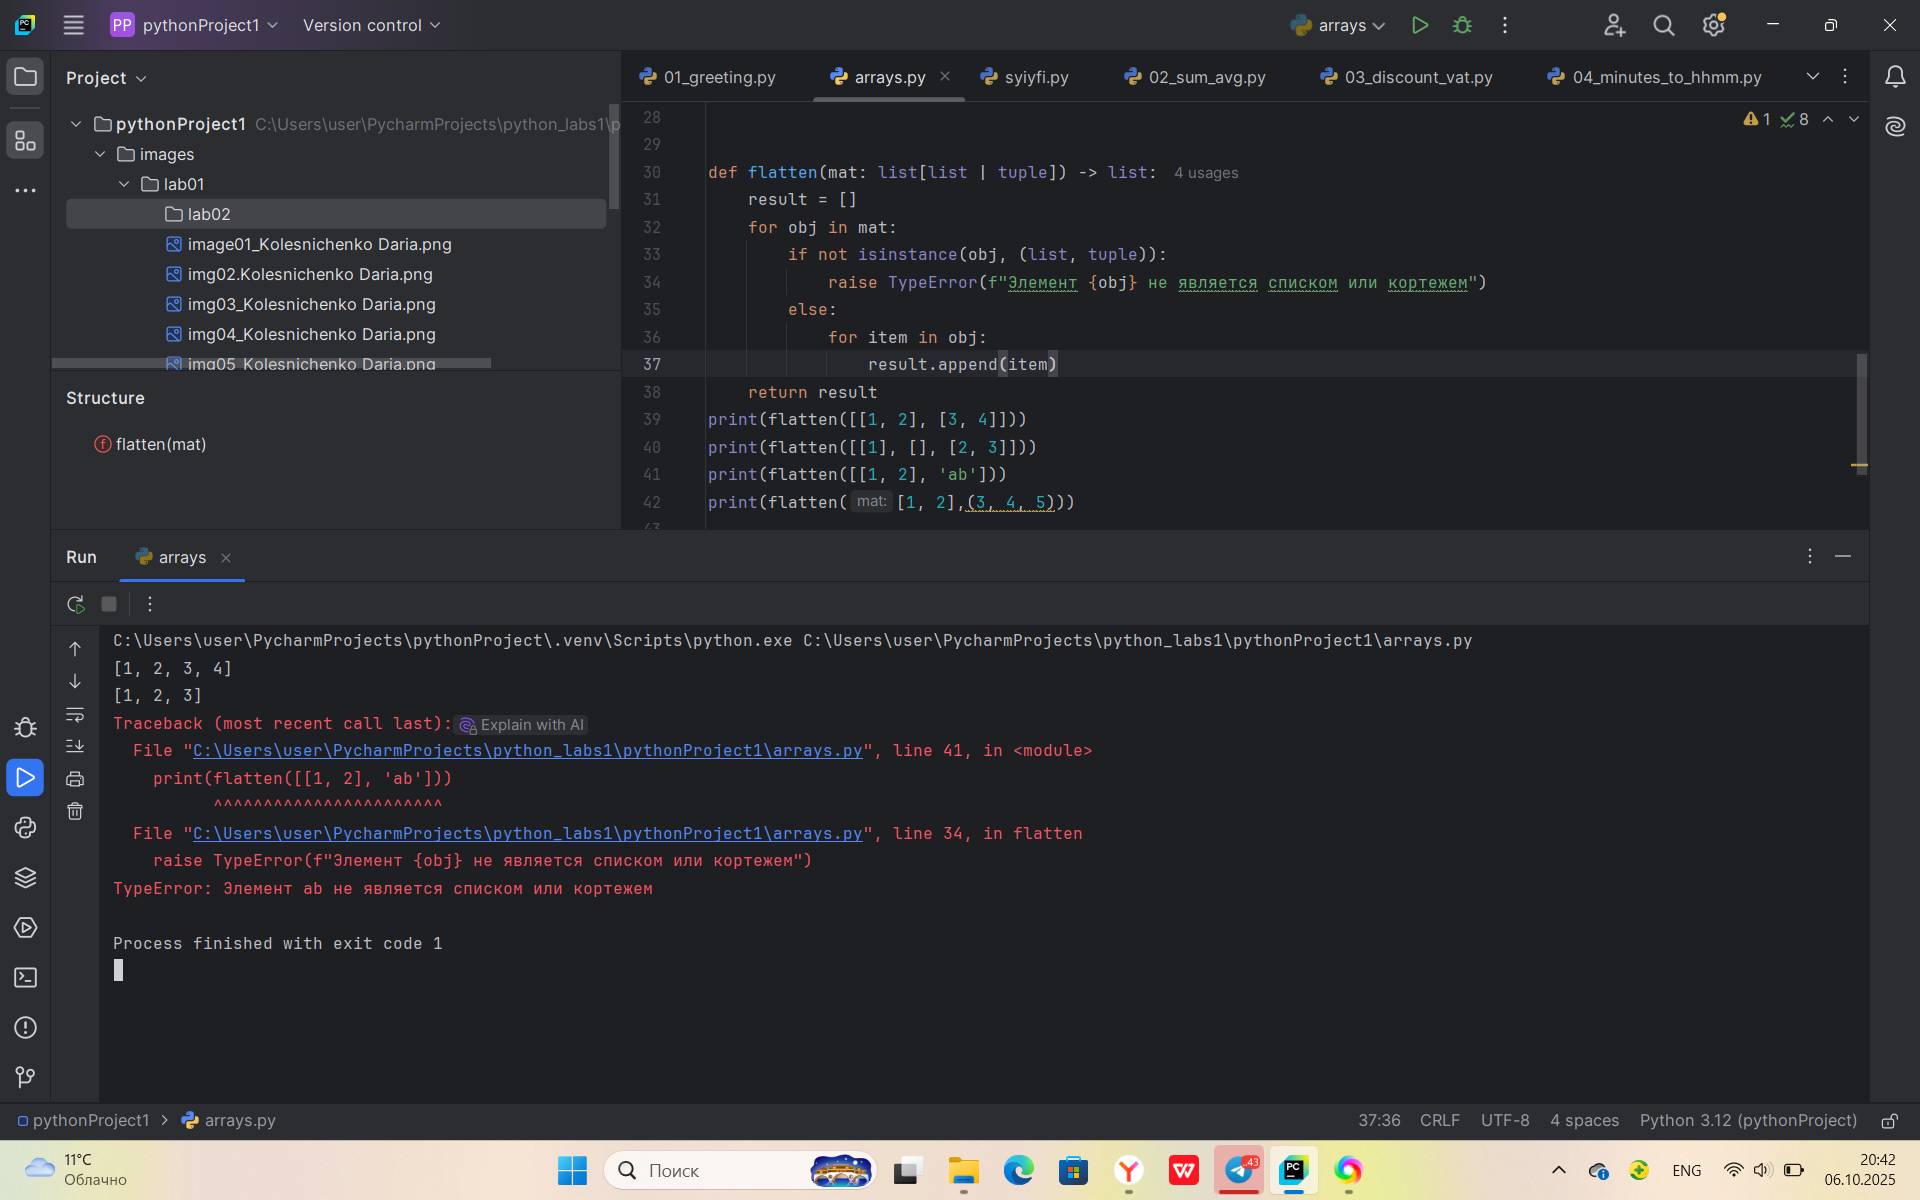 PP pythonProject1
Version control
arrays
Project
pythonProject1 C:\Users\user\PycharmProjects\python_labs1\p
images
lab01
lab02
image01_Kolesnichenko Daria.png
img02.Kolesnichenko Daria.png
img03_Kolesnichenko Daria.png
img04_Kolesnichenko Daria.png
img05_Kolesnichenko Daria.png
Structure
flatten(mat)
01_greeting.py
arrays.py
syiyfi.py
02_sum_avg.py
03_discount_vat.py
04_minutes_to_hhmm.py
1 8
28
29
30 def flatten(mat: list[list | tuple]) -> list: 4 usages
31 result = []
32 for obj in mat:
33 if not isinstance(obj, (list, tuple)):
34 raise TypeError(f"Элемент {obj} не является списком или кортежем")
35 else:
36 for item in obj:
37 result.append(item)
38 return result
39 print(flatten([[1, 2], [3, 4]]))
40 print(flatten([[1], [], [2, 3]]))
41 print(flatten([[1, 2], 'ab']))
42 print(flatten( mat: [1, 2],(3, 4, 5)))
43
Run
arrays
C:\Users\user\PycharmProjects\pythonProject\.venv\Scripts\python.exe C:\Users\user\PycharmProjects\python_labs1\pythonProject1\arrays.py
[1, 2, 3, 4]
[1, 2, 3]
Traceback (most recent call last): Explain with AI
File "C:\Users\user\PycharmProjects\python_labs1\pythonProject1\arrays.py", line 41, in <module>
print(flatten([[1, 2], 'ab']))
^^^^^^^^^^^^^^^^^^^^^^^
File "C:\Users\user\PycharmProjects\python_labs1\pythonProject1\arrays.py", line 34, in flatten
raise TypeError(f"Элемент {obj} не является списком или кортежем")
TypeError: Элемент ab не является списком или кортежем
Process finished with exit code 1
pythonProject1 > arrays.py
37:36 CRLF UTF-8 4 spaces Python 3.12 (pythonProject)
11°C
Облачно
Поиск
43
PC
ENG
20:42
06.10.2025